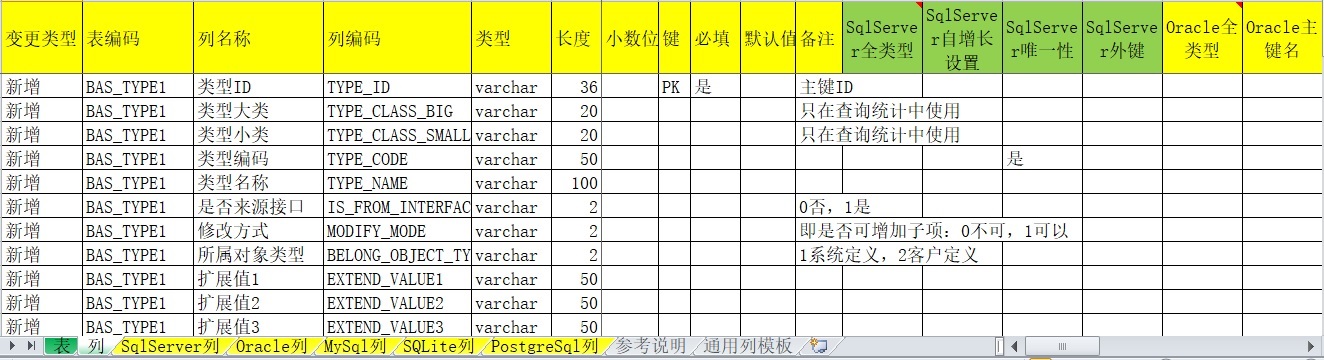 变更类型 表编码 列名称 列编码 类型 长度 小数位 键 必填 默认值 备注 SqlServer全类型 SqlServer自增长设置 SqlServer唯一性 SqlServer外键 Oracle全类型 Oracle主键名
新增 BAS_TYPE1 类型ID TYPE_ID varchar 36 PK 是 主键ID
新增 BAS_TYPE1 类型大类 TYPE_CLASS_BIG varchar 20 只在查询统计中使用
新增 BAS_TYPE1 类型小类 TYPE_CLASS_SMALL varchar 20 只在查询统计中使用
新增 BAS_TYPE1 类型编码 TYPE_CODE varchar 50 是
新增 BAS_TYPE1 类型名称 TYPE_NAME varchar 100
新增 BAS_TYPE1 是否来源接口 IS_FROM_INTERFAC varchar 2 0否，1是
新增 BAS_TYPE1 修改方式 MODIFY_MODE varchar 2 即是否可增加子项：0不可，1可以
新增 BAS_TYPE1 所属对象类型 BELONG_OBJECT_TY varchar 2 1系统定义，2客户定义
新增 BAS_TYPE1 扩展值1 EXTEND_VALUE1 varchar 50
新增 BAS_TYPE1 扩展值2 EXTEND_VALUE2 varchar 50
新增 BAS_TYPE1 扩展值3 EXTEND_VALUE3 varchar 50
表 列 SqlServer列 Oracle列 MySql列 SQLite列 PostgreSql列 参考说明 通用列模板